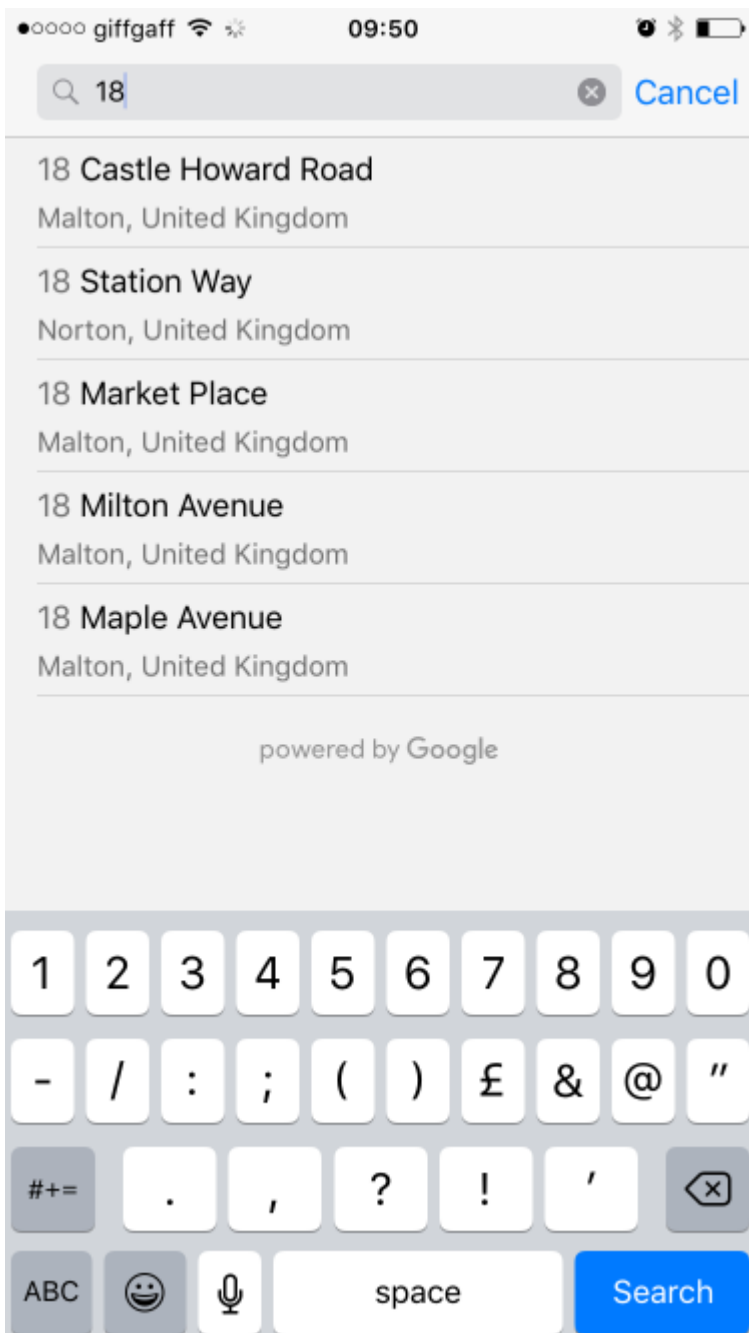 giffgaff 09:50
18 Cancel
18 Castle Howard Road
Malton, United Kingdom
18 Station Way
Norton, United Kingdom
18 Market Place
Malton, United Kingdom
18 Milton Avenue
Malton, United Kingdom
18 Maple Avenue
Malton, United Kingdom
powered by Google
1 2 3 4 5 6 7 8 9 0
- / : ; ( ) £ & @ "
#+= . , ? ! '
ABC space Search